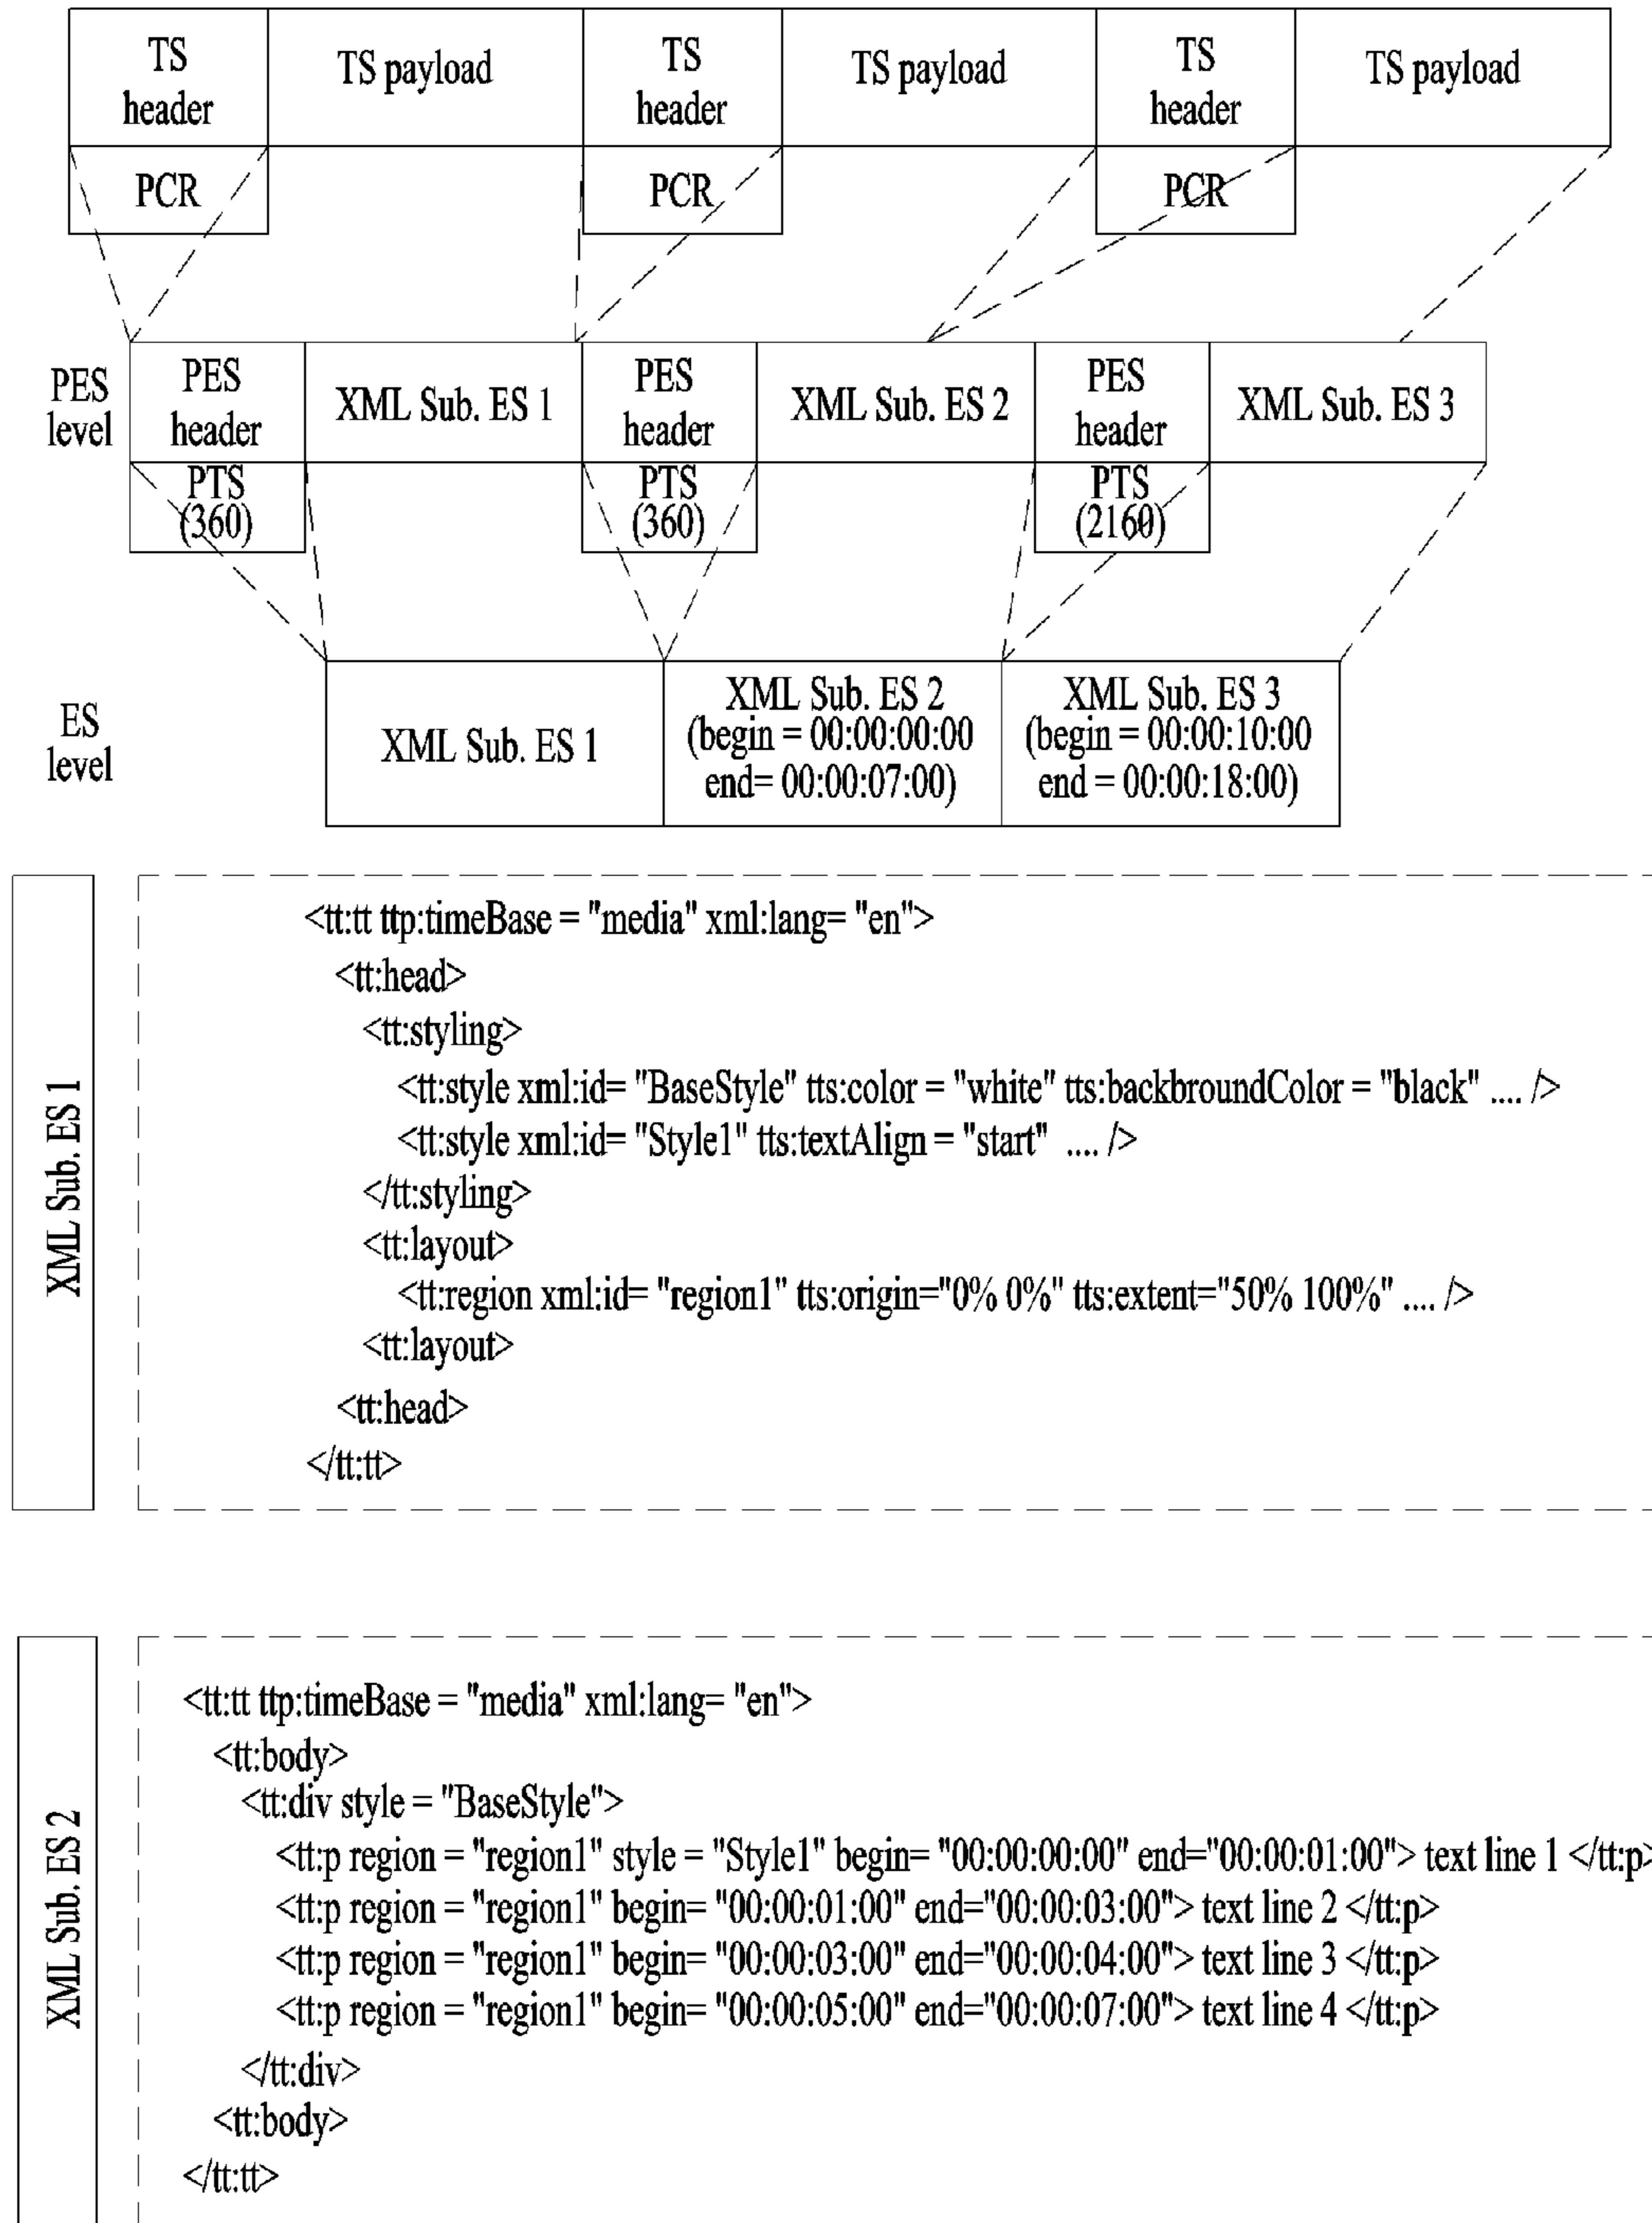 TS header
TS payload
TS header
TS payload
TS header
TS payload
PCR
PCR
PCR
PES level
PES header
XML Sub. ES 1
PES header
XML Sub. ES 2
PES header
XML Sub. ES 3
PTS (360)
PTS (360)
PTS (2160)
ES level
XML Sub. ES 1
XML Sub. ES 2
(begin = 00:00:00:00
end= 00:00:07:00)
XML Sub. ES 3
(begin = 00:00:10:00
end = 00:00:18:00)
XML Sub. ES 1
<tt:tt ttp:timeBase = "media" xml:lang= "en">
<tt:head>
<tt:styling>
<tt:style xml:id= "BaseStyle" tts:color = "white" tts:backbroundColor = "black" .... />
<tt:style xml:id= "Style1" tts:textAlign = "start" .... />
</tt:styling>
<tt:layout>
<tt:region xml:id= "region1" tts:origin="0% 0%" tts:extent="50% 100%" .... />
<tt:layout>
<tt:head>
</tt:tt>
XML Sub. ES 2
<tt:tt ttp:timeBase = "media" xml:lang= "en">
<tt:body>
<tt:div style = "BaseStyle">
<tt:p region = "region1" style = "Style1" begin= "00:00:00:00" end="00:00:01:00"> text line 1 </tt:p>
<tt:p region = "region1" begin= "00:00:01:00" end="00:00:03:00"> text line 2 </tt:p>
<tt:p region = "region1" begin= "00:00:03:00" end="00:00:04:00"> text line 3 </tt:p>
<tt:p region = "region1" begin= "00:00:05:00" end="00:00:07:00"> text line 4 </tt:p>
</tt:div>
<tt:body>
</tt:tt>